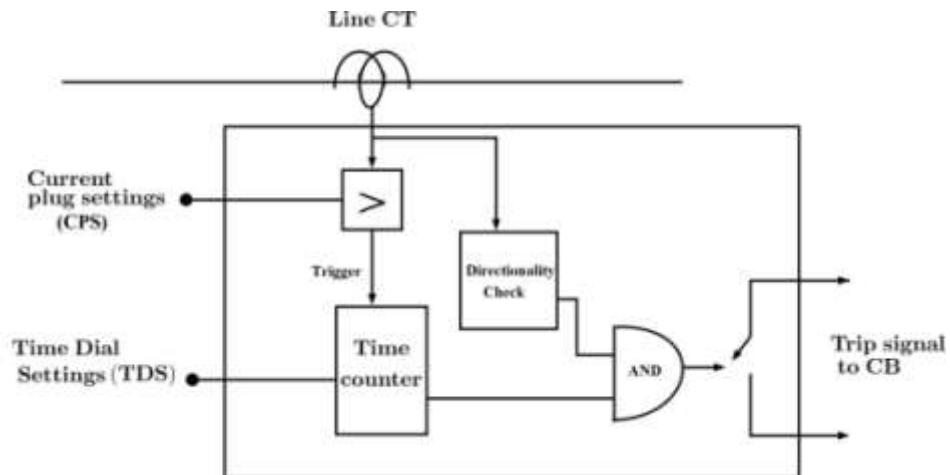 Line CT
Current
plug settings
(CPS)
>
Trigger
Directionality
Check
Time Dial
Settings (TDS)
Time
counter
AND
Trip signal
to CB